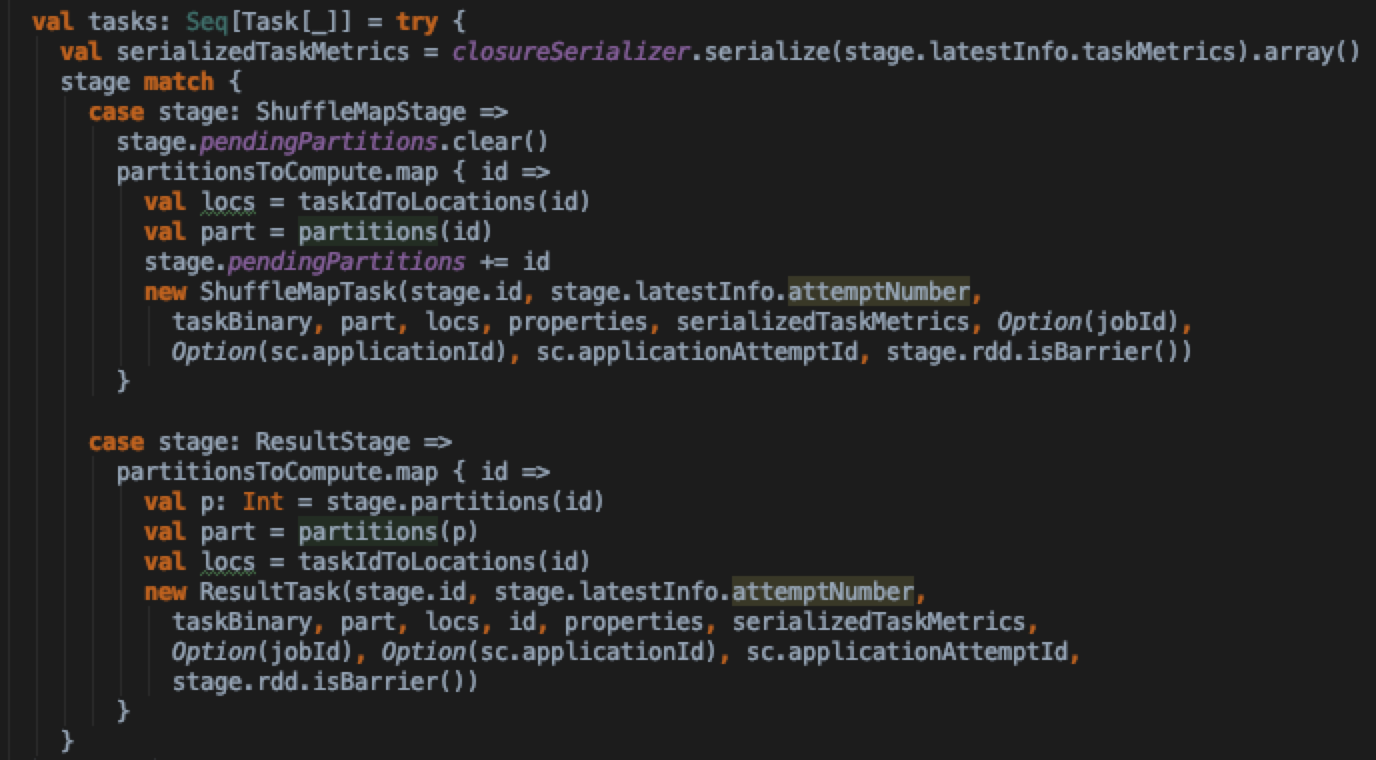 val tasks: Seq[Task[_]] = try {
val serializedTaskMetrics = closureSerializer.serialize(stage.latestInfo.taskMetrics).array()
stage match {
case stage: ShuffleMapStage =>
stage.pendingPartitions.clear()
partitionsToCompute.map { id =>
val locs = taskIdToLocations(id)
val part = partitions(id)
stage.pendingPartitions += id
new ShuffleMapTask(stage.id, stage.latestInfo.attemptNumber,
taskBinary, part, locs, properties, serializedTaskMetrics, Option(jobId),
Option(sc.applicationId), sc.applicationAttemptId, stage.rdd.isBarrier())
}
case stage: ResultStage =>
partitionsToCompute.map { id =>
val p: Int = stage.partitions(id)
val part = partitions(p)
val locs = taskIdToLocations(id)
new ResultTask(stage.id, stage.latestInfo.attemptNumber,
taskBinary, part, locs, id, properties, serializedTaskMetrics,
Option(jobId), Option(sc.applicationId), sc.applicationAttemptId,
stage.rdd.isBarrier())
}
}